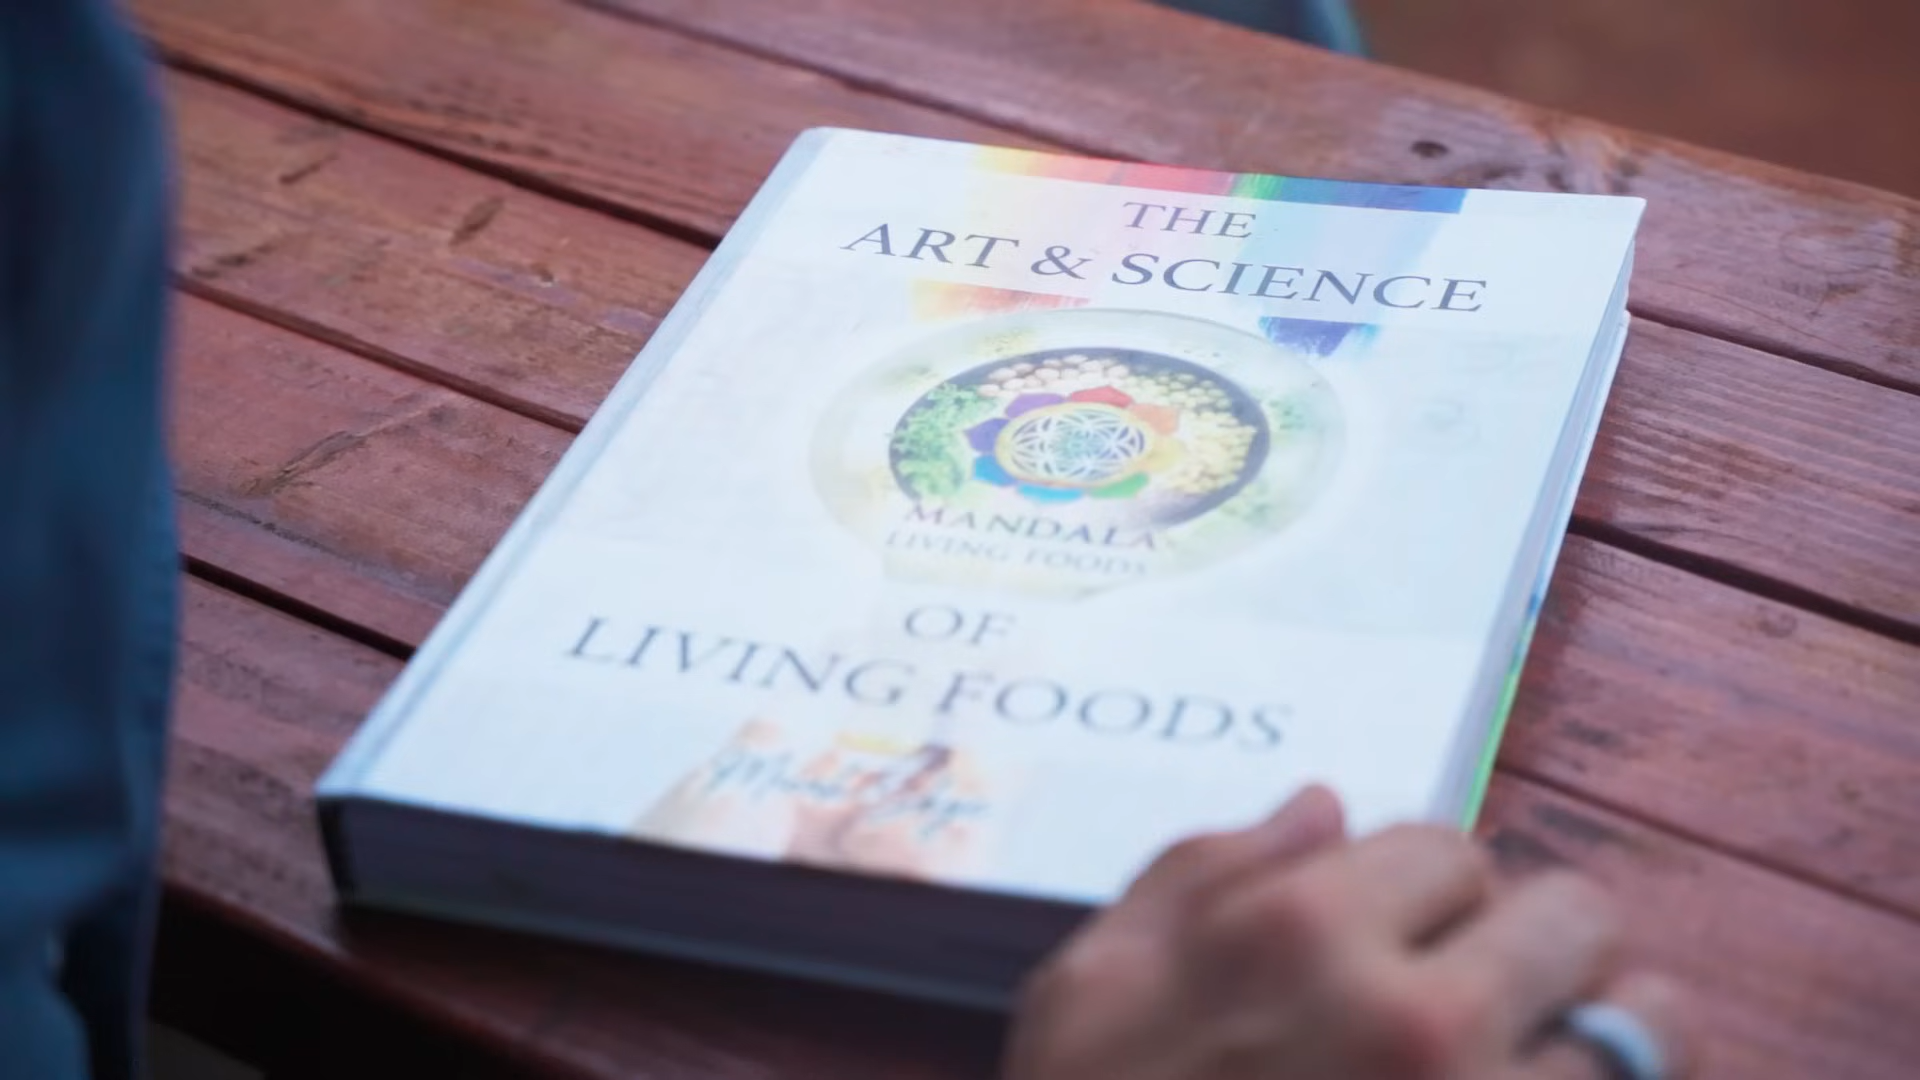 THE
ART & SCIENCE
MANDALA
LIVING FOODS
OF
LIVING FOODS